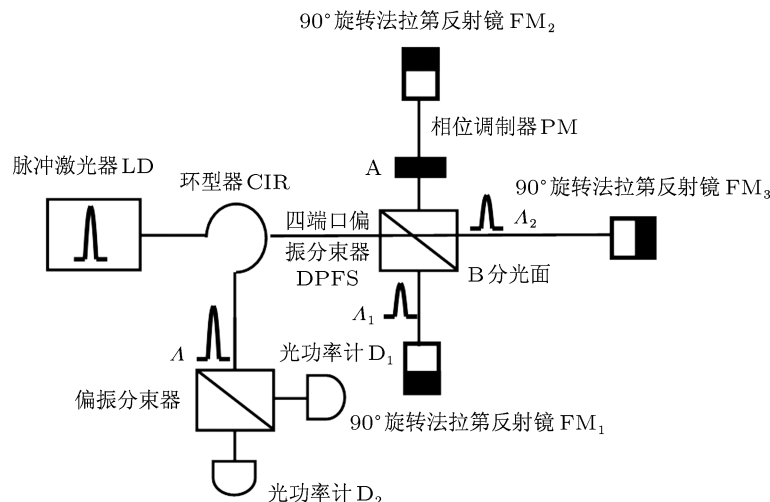 90°旋转法拉第反射镜 FM2
相位调制器 PM
脉冲激光器 LD
环型器 CIR
A
90°旋转法拉第反射镜 FM3
四端口偏
振分束器
DPFS
Λ2
B 分光面
Λ1
Λ
光功率计 D1
偏振分束器
90°旋转法拉第反射镜 FM1
光功率计 D2